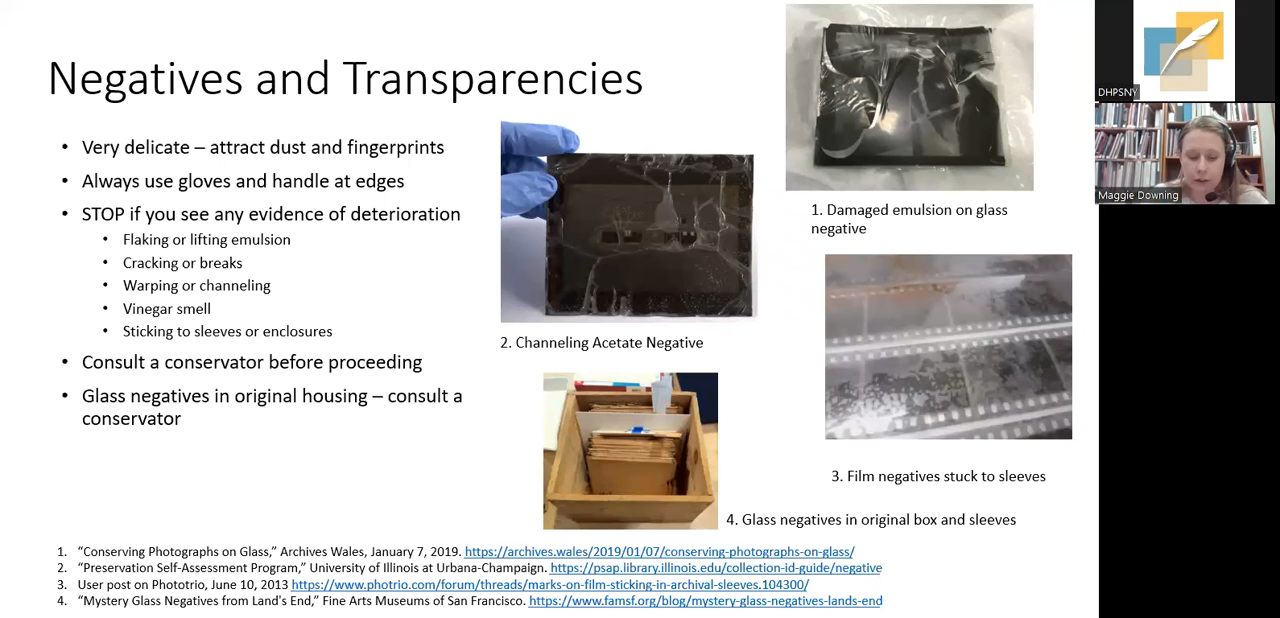 Negatives and Transparencies
• Very delicate – attract dust and fingerprints
• Always use gloves and handle at edges
• STOP if you see any evidence of deterioration
• Flaking or lifting emulsion
• Cracking or breaks
• Warping or channeling
• Vinegar smell
• Sticking to sleeves or enclosures
• Consult a conservator before proceeding
• Glass negatives in original housing – consult a
conservator
1. Damaged emulsion on glass
negative
2. Channeling Acetate Negative
3. Film negatives stuck to sleeves
4. Glass negatives in original box and sleeves
1. “Conserving Photographs on Glass,” Archives Wales, January 7, 2019. https://archives.wales/2019/01/07/conserving-photographs-on-glass/
2. “Preservation Self-Assessment Program,” University of Illinois at Urbana-Champaign. https://psap.library.illinois.edu/collection-id-guide/negative
3. User post on Phototrio, June 10, 2013 https://www.photrio.com/forum/threads/marks-on-film-sticking-in-archival-sleeves.104300/
4. “Mystery Glass Negatives from Land's End,” Fine Arts Museums of San Francisco. https://www.famsf.org/blog/mystery-glass-negatives-lands-end
DHPSNY
Maggie Downing